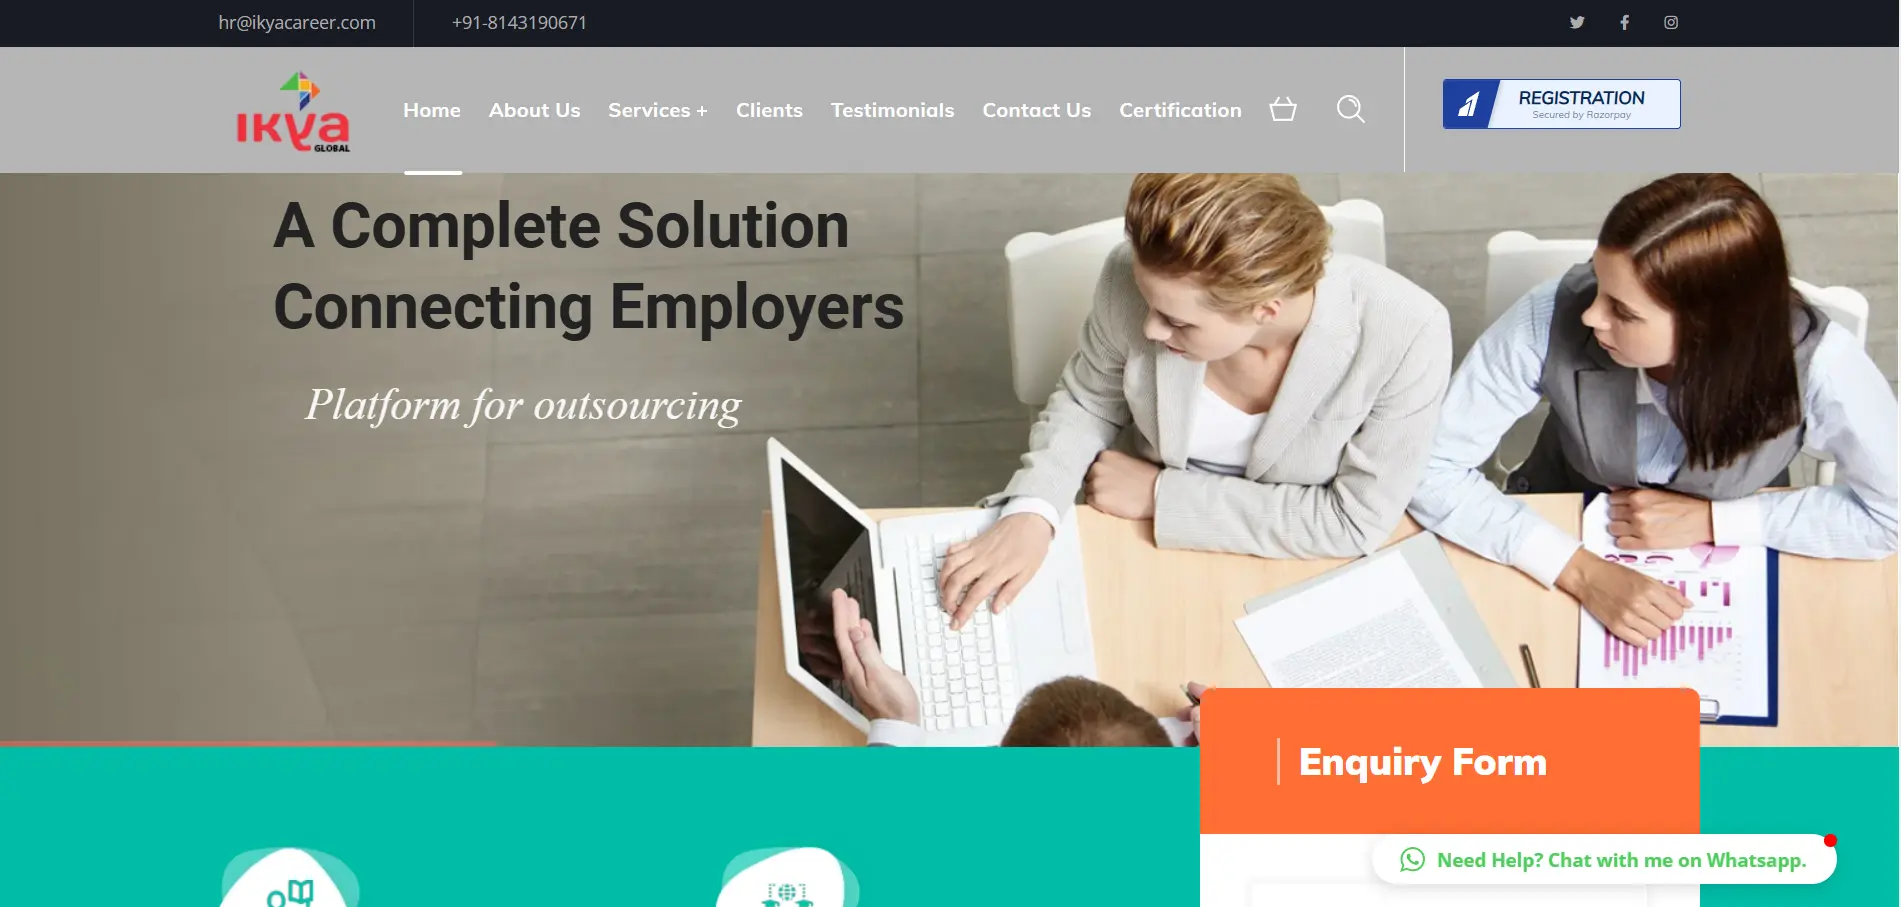 hr@ikyacareer.com
+91-8143190671
IKya
GLOBAL
Home
About Us
Services +
Clients
Testimonials
Contact Us
Certification
REGISTRATION
Secured by Razorpay
A Complete Solution
Connecting Employers
Platform for outsourcing
Enquiry Form
Need Help? Chat with me on Whatsapp.